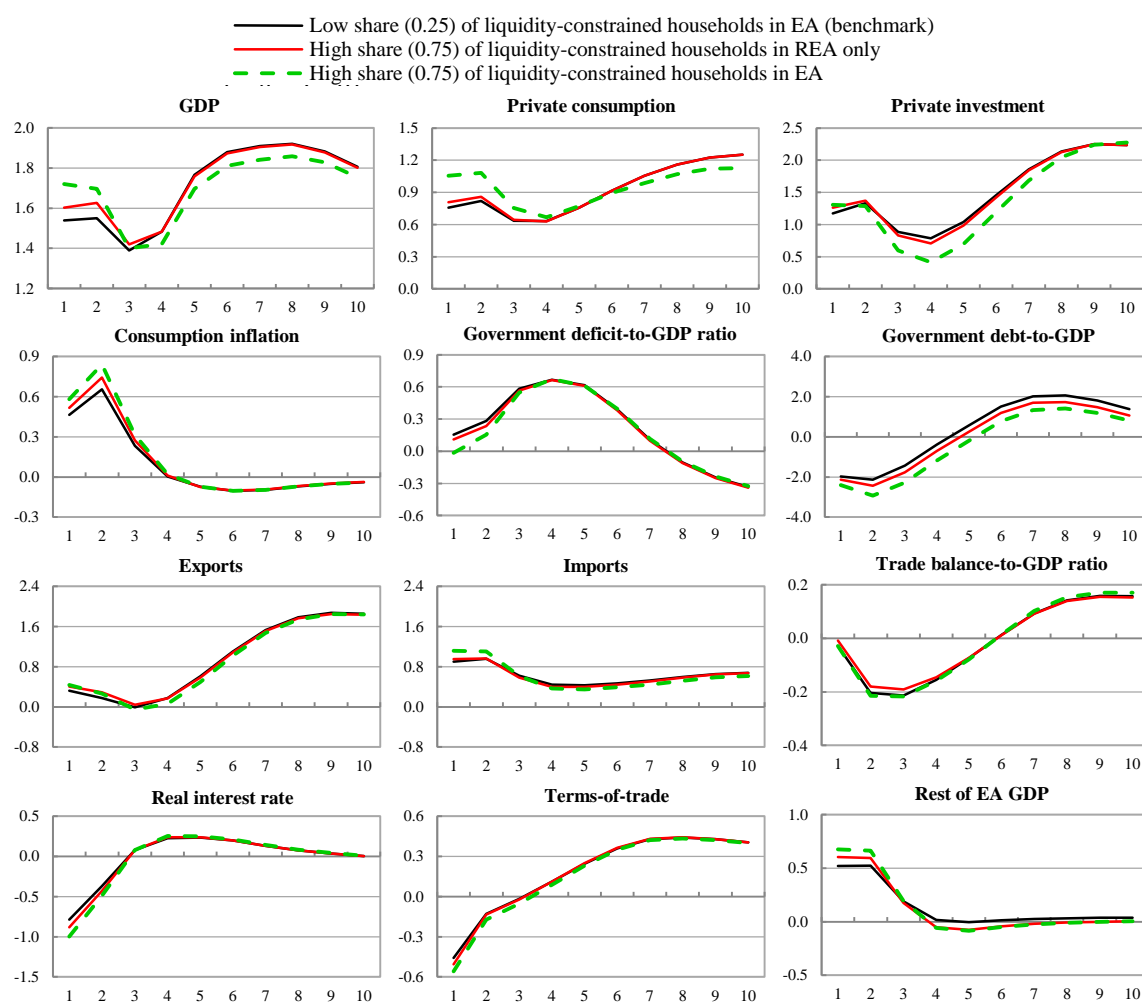 Low share (0.25) of liquidity-constrained households in EA (benchmark)
High share (0.75) of liquidity-constrained households in REA only
High share (0.75) of liquidity-constrained households in EA
GDP
2.0
1.8
1.6
1.4
1.2
1 2 3 4 5 6 7 8 9 10
Private consumption
1.5
1.2
0.9
0.6
0.3
0.0
1 2 3 4 5 6 7 8 9 10
Private investment
2.5
2.0
1.5
1.0
0.5
0.0
1 2 3 4 5 6 7 8 9 10
Consumption inflation
0.9
0.6
0.3
0.0
-0.3
1 2 3 4 5 6 7 8 9 10
Government deficit-to-GDP ratio
0.9
0.6
0.3
0.0
-0.3
-0.6
1 2 3 4 5 6 7 8 9 10
Government debt-to-GDP
4.0
2.0
0.0
-2.0
-4.0
1 2 3 4 5 6 7 8 9 10
Exports
2.4
1.6
0.8
0.0
-0.8
1 2 3 4 5 6 7 8 9 10
Imports
2.4
1.6
0.8
0.0
-0.8
1 2 3 4 5 6 7 8 9 10
Trade balance-to-GDP ratio
0.2
0.0
-0.2
-0.4
1 2 3 4 5 6 7 8 9 10
Real interest rate
0.5
0.0
-0.5
-1.0
-1.5
1 2 3 4 5 6 7 8 9 10
Terms-of-trade
0.6
0.3
0.0
-0.3
-0.6
1 2 3 4 5 6 7 8 9 10
Rest of EA GDP
1.0
0.5
0.0
-0.5
1 2 3 4 5 6 7 8 9 10